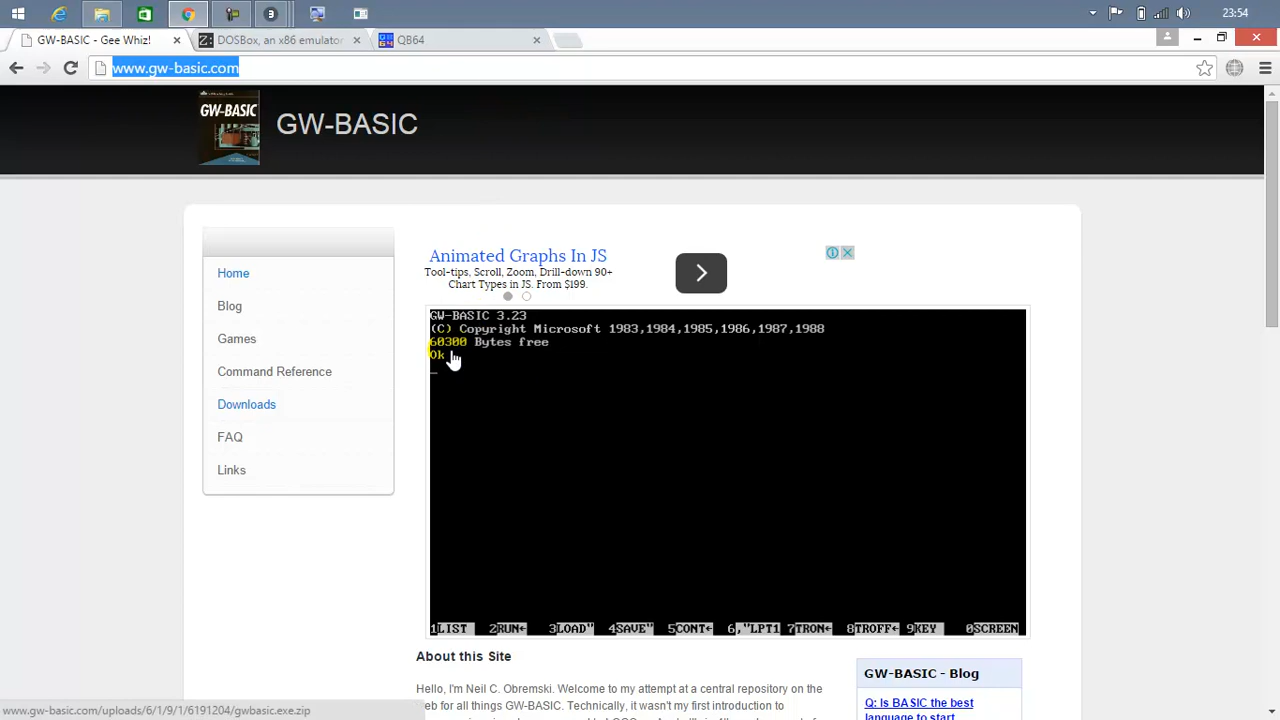 23:54
GW-BASIC - Gee Whiz!
DOSBox, an x86 emulator
QB64
www.gw-basic.com
GW-BASIC
GW-BASIC
Home
Blog
Games
Command Reference
Downloads
FAQ
Links
Animated Graphs In JS
Tool-tips, Scroll, Zoom, Drill-down 90+
Chart Types in JS. From $199.
GW-BASIC 3.23
(C) Copyright Microsoft 1983,1984,1985,1986,1987,1988
60300 Bytes free
Ok
1LIST 2RUN← 3LOAD" 4SAVE" 5CONT← 6,"LPT1 7TRON← 8TROFF← 9KEY 0SCREEN
About this Site
Hello, I'm Neil C. Obremski. Welcome to my attempt at a central repository on the
web for all things GW-BASIC. Technically, it wasn't my first introduction to
GW-BASIC - Blog
Q: Is BASIC the best
language to start
www.gw-basic.com/uploads/6/1/9/1/6191204/gwbasic.exe.zip